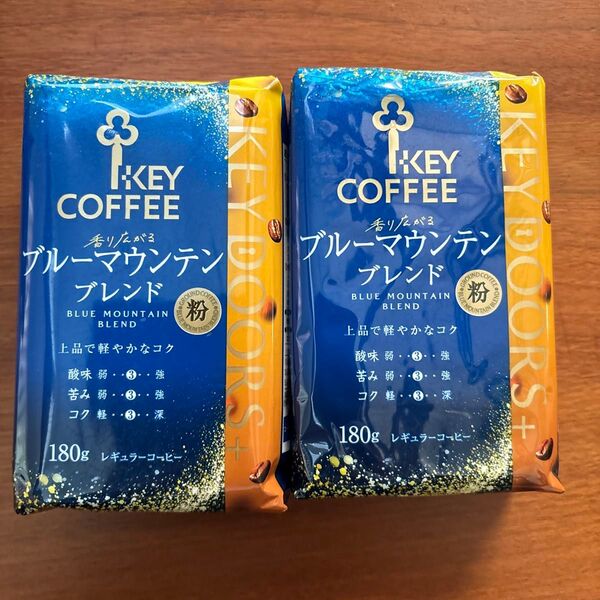 KEY
COFFEE
香り広がる
ブルーマウンテン
ブレンド
BLUE MOUNTAIN
BLEND
粉
上品で軽やかなコク
酸味 弱・・3・・強
苦み 弱・・3・・強
コク 軽・・3・・深
180g レギュラーコーヒー
KEY DOORS+
KEY
COFFEE
香り広がる
ブルーマウンテン
ブレンド
BLUE MOUNTAIN
BLEND
GROUND COFFEE
粉
上品で軽やかなコク
酸味 弱・・3・・強
苦み 弱・・3・・強
コク 軽・・3・・深
180g レギュラーコーヒー
KEY DOORS+